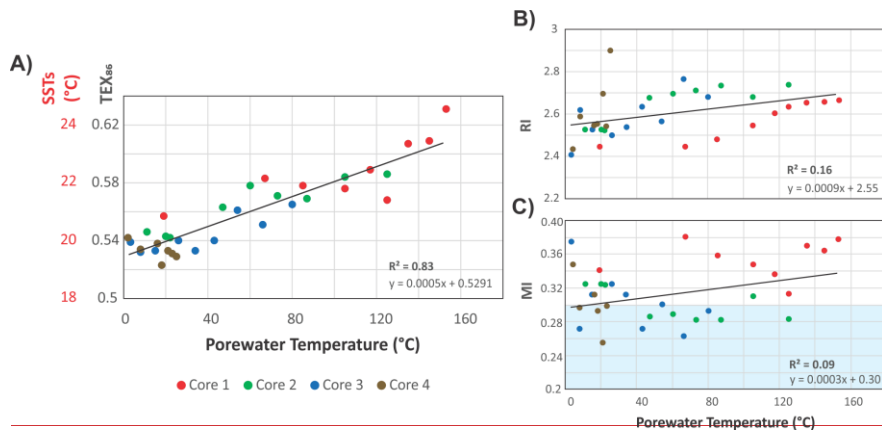 A)
SSTs
(°C)
TEX₈₆
24
22
20
18
0.62
0.58
0.54
0.5
R² = 0.83
y = 0.0005x + 0.5291
0
40
80
120
160
Porewater Temperature (°C)
Core 1
Core 2
Core 3
Core 4
B)
RI
3
2.8
2.6
2.4
2.2
R² = 0.16
y = 0.0009x + 2.55
C)
MI
0.40
0.36
0.32
0.28
0.24
0.2
R² = 0.09
y = 0.0003x + 0.30
0
40
80
120
160
Porewater Temperature (°C)